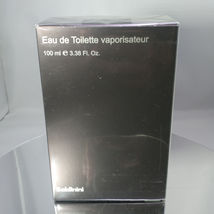 Eau de Toilette vaporisateur
100 ml ℮ 3.38 Fl. Oz.
Baldinini